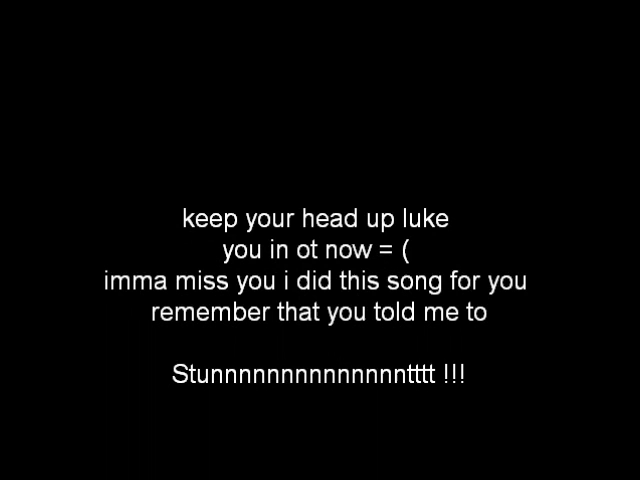 keep your head up luke
you in ot now = (
imma miss you i did this song for you
remember that you told me to
Stunnnnnnnnnnnnnntttt !!!